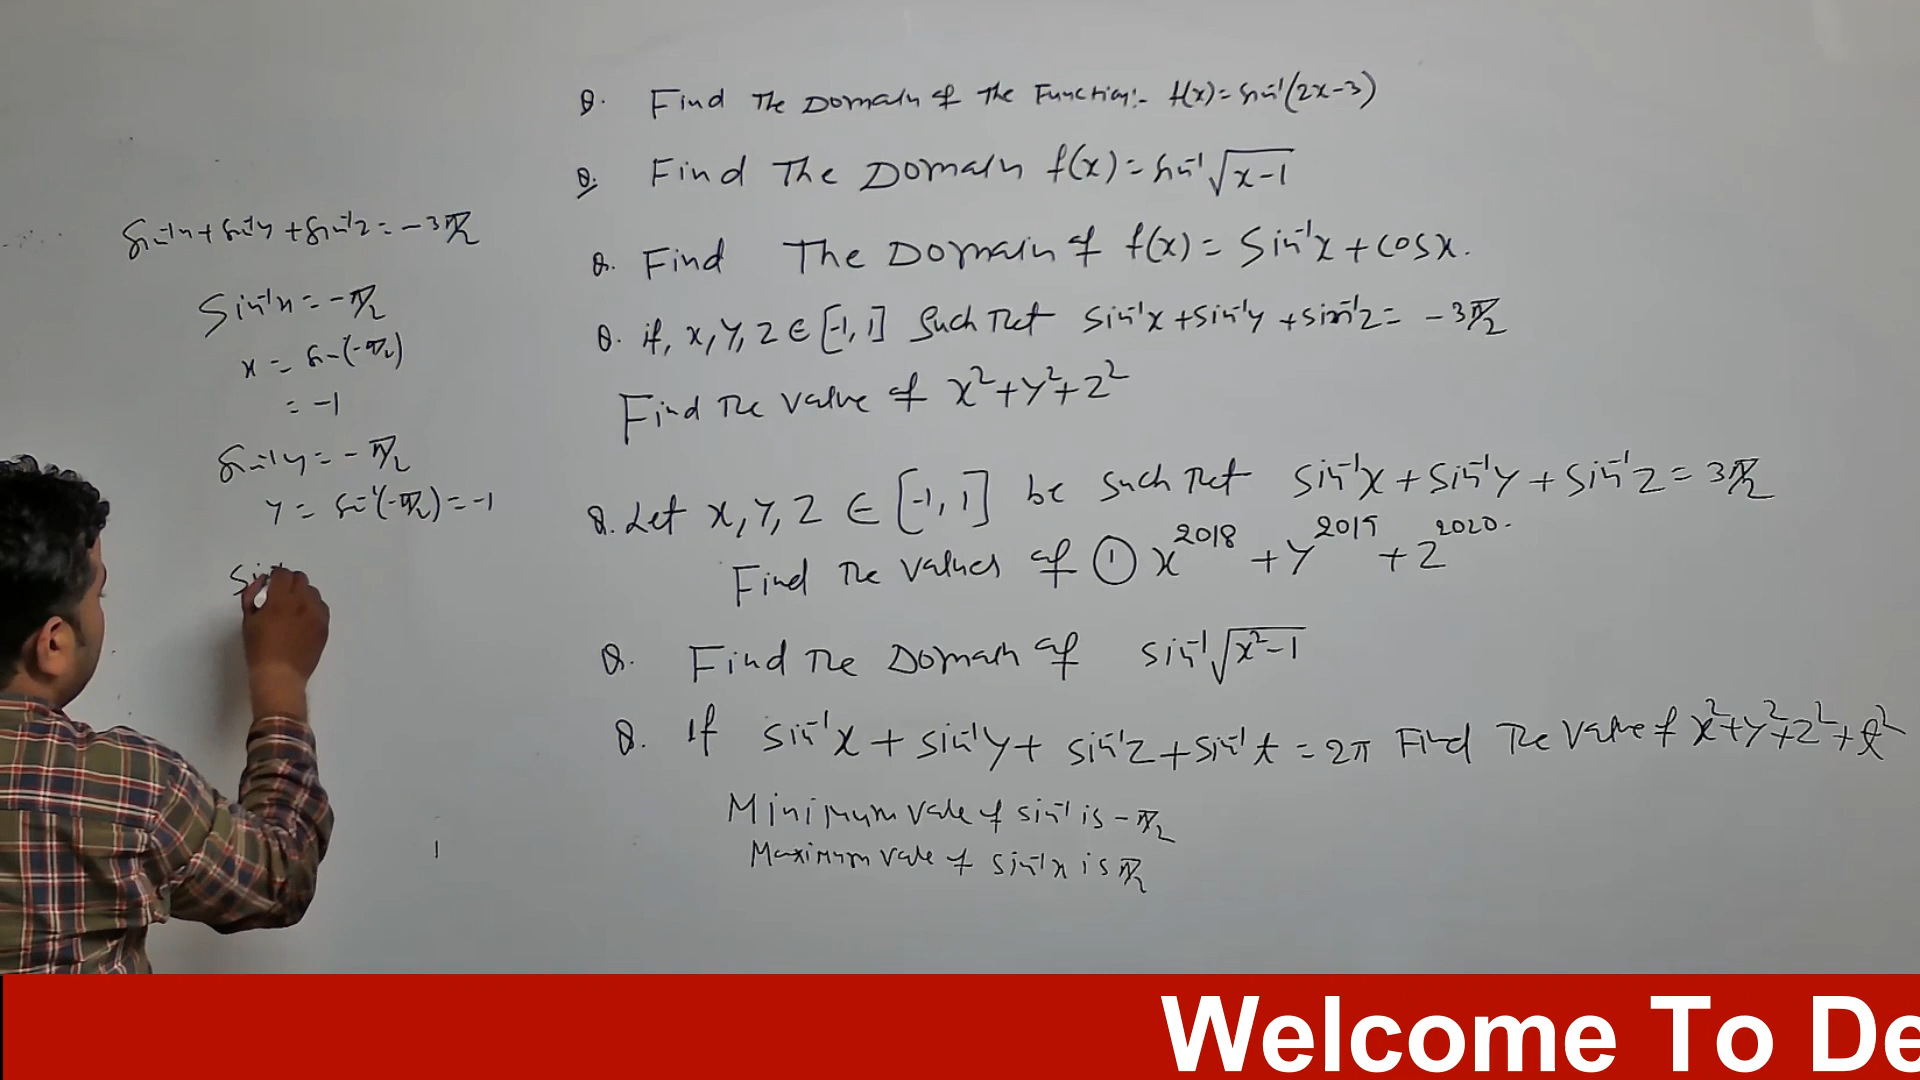 Q. Find The Domain of The Function:- f(x)=sin⁻¹(2x-3)
Q. Find The Domain f(x)=sin⁻¹√(x-1)
Q. Find The Domain of f(x)= Sin⁻¹x+cosx.
Q. if, x,y,z∈[-1,1] Such That sin⁻¹x+sin⁻¹y+sin⁻¹z= -3π/2
Find The value of x²+y²+z²
Q. Let x,y,z ∈ [-1,1] be such That sin⁻¹x+sin⁻¹y+sin⁻¹z=3π/2
Find The values of ① x²⁰¹⁸+y²⁰¹⁹+z²⁰²⁰.
Q. Find The Domain of sin⁻¹√(x²-1)
Q. If sin⁻¹x+sin⁻¹y+sin⁻¹z+sin⁻¹t=2π Find The value of x²+y²+z²+t²
Minimum vale of sin⁻¹ is -π/2
Maximum vale of sin⁻¹x is π/2
sin⁻¹x+sin⁻¹y+sin⁻¹z=-3π/2
Sin⁻¹x=-π/2
x= sin(-π/2)
= -1
sin⁻¹y=-π/2
y= sin⁻¹(-π/2)=-1
Welcome To De